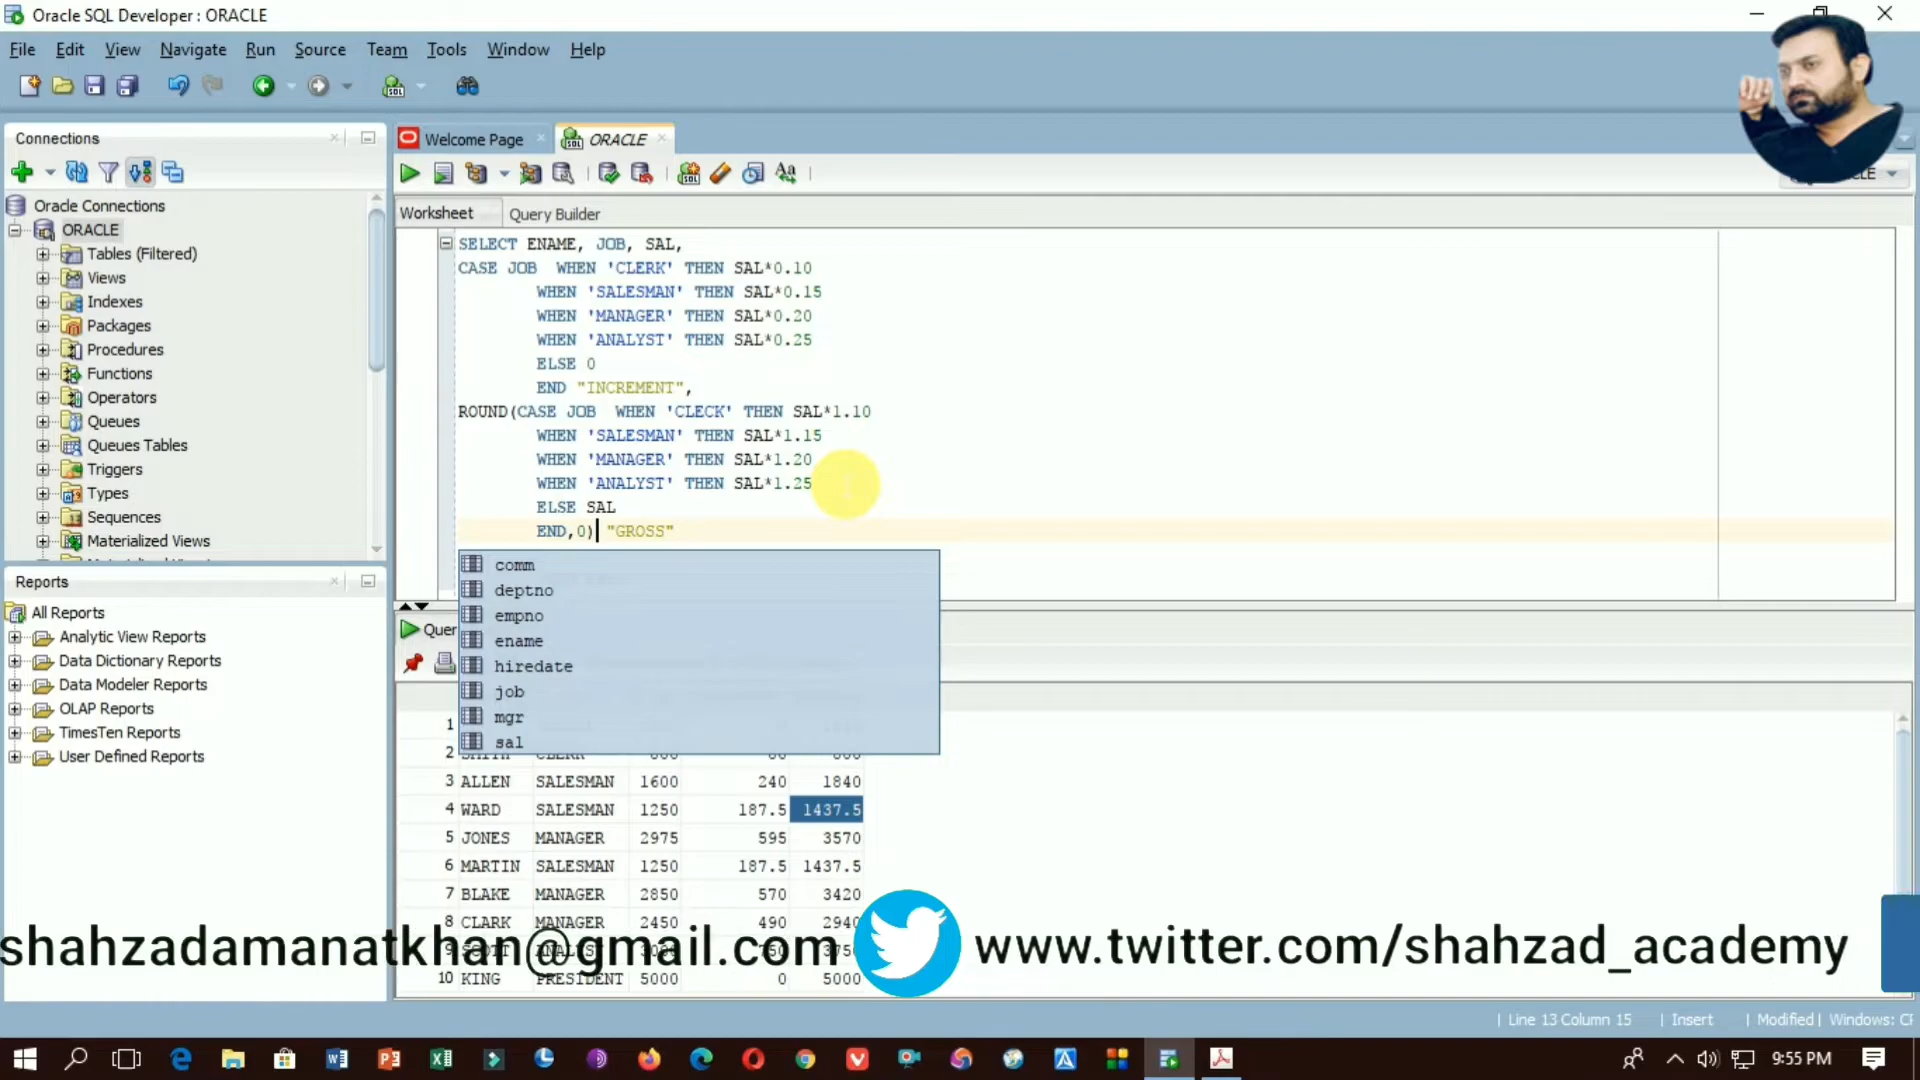 Oracle SQL Developer : ORACLE
File Edit View Navigate Run Source Team Tools Window Help
Connections
Welcome Page
ORACLE
Worksheet
Query Builder
Oracle Connections
ORACLE
Tables (Filtered)
Views
Indexes
Packages
Procedures
Functions
Operators
Queues
Queues Tables
Triggers
Types
Sequences
Materialized Views
SELECT ENAME, JOB, SAL,
CASE JOB WHEN 'CLERK' THEN SAL*0.10
WHEN 'SALESMAN' THEN SAL*0.15
WHEN 'MANAGER' THEN SAL*0.20
WHEN 'ANALYST' THEN SAL*0.25
ELSE 0
END "INCREMENT",
ROUND(CASE JOB WHEN 'CLECK' THEN SAL*1.10
WHEN 'SALESMAN' THEN SAL*1.15
WHEN 'MANAGER' THEN SAL*1.20
WHEN 'ANALYST' THEN SAL*1.25
ELSE SAL
END,0) "GROSS"
comm
deptno
empno
ename
hiredate
job
mgr
sal
Reports
All Reports
Analytic View Reports
Data Dictionary Reports
Data Modeler Reports
OLAP Reports
TimesTen Reports
User Defined Reports
1
2
3 ALLEN SALESMAN 1600 240 1840
4 WARD SALESMAN 1250 187.5 1437.5
5 JONES MANAGER 2975 595 3570
6 MARTIN SALESMAN 1250 187.5 1437.5
7 BLAKE MANAGER 2850 570 3420
8 CLARK MANAGER 2450 490 2940
10 KING PRESIDENT 5000 0 5000
shahzadamanatkhan@gmail.com
www.twitter.com/shahzad_academy
Line 13 Column 15 | Insert | Modified | Windows:
9:55 PM